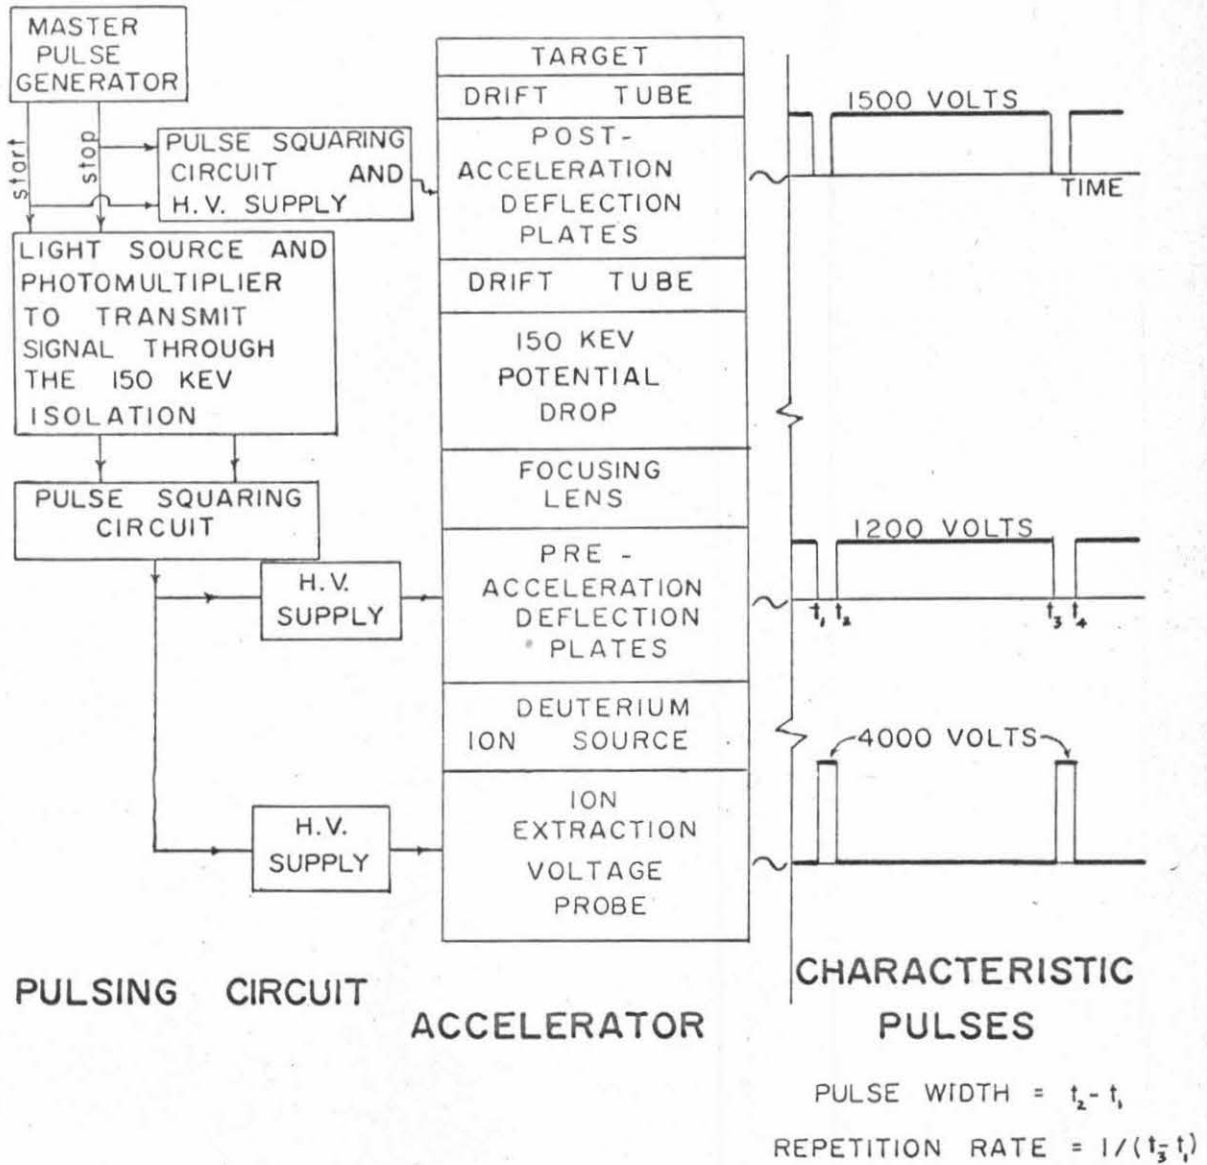 MASTER
PULSE
GENERATOR
start
stop
PULSE SQUARING
CIRCUIT AND
H.V. SUPPLY
LIGHT SOURCE AND
PHOTOMULTIPLIER
TO TRANSMIT
SIGNAL THROUGH
THE 150 KEV
ISOLATION
PULSE SQUARING
CIRCUIT
H.V.
SUPPLY
H.V.
SUPPLY
PULSING CIRCUIT
TARGET
DRIFT TUBE
POST-
ACCELERATION
DEFLECTION
PLATES
DRIFT TUBE
150 KEV
POTENTIAL
DROP
FOCUSING
LENS
PRE -
ACCELERATION
DEFLECTION
PLATES
DEUTERIUM
ION SOURCE
ION
EXTRACTION
VOLTAGE
PROBE
ACCELERATOR
1500 VOLTS
TIME
1200 VOLTS
t₁ t₂ t₃ t₄
4000 VOLTS
CHARACTERISTIC
PULSES
PULSE WIDTH = t₂- t₁
REPETITION RATE = 1/(t₃-t₁)